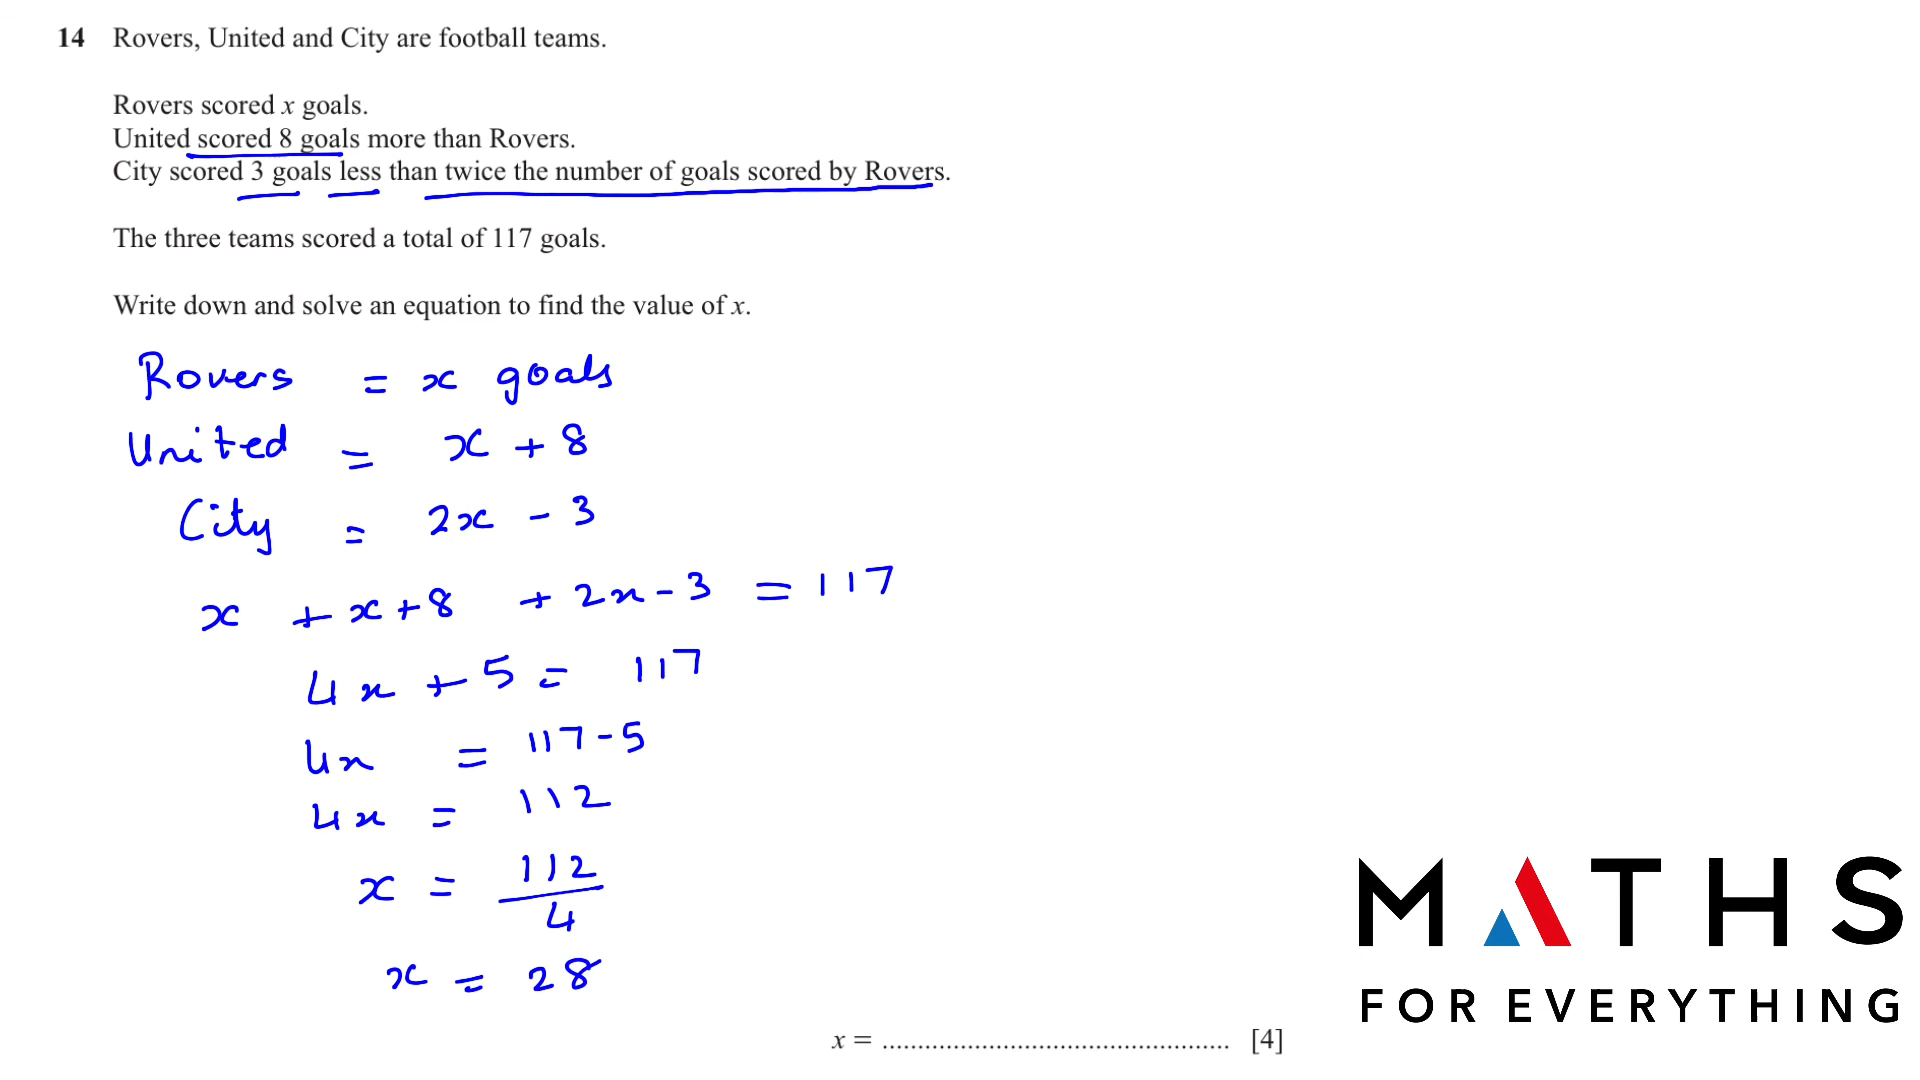 14 Rovers, United and City are football teams.
Rovers scored x goals.
United scored 8 goals more than Rovers.
City scored 3 goals less than twice the number of goals scored by Rovers.
The three teams scored a total of 117 goals.
Write down and solve an equation to find the value of x.
Rovers = x goals
United = x + 8
City = 2x - 3
x + x + 8 + 2x - 3 = 117
4x + 5 = 117
4x = 117 - 5
4x = 112
x = 112/4
x = 28
x = .................................................. [4]
MATHS
FOR EVERYTHING